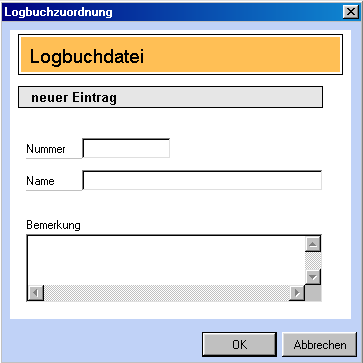 Logbuchzuordnung
Logbuchdatei
neuer Eintrag
Nummer
Name
Bemerkung
OK
Abbrechen